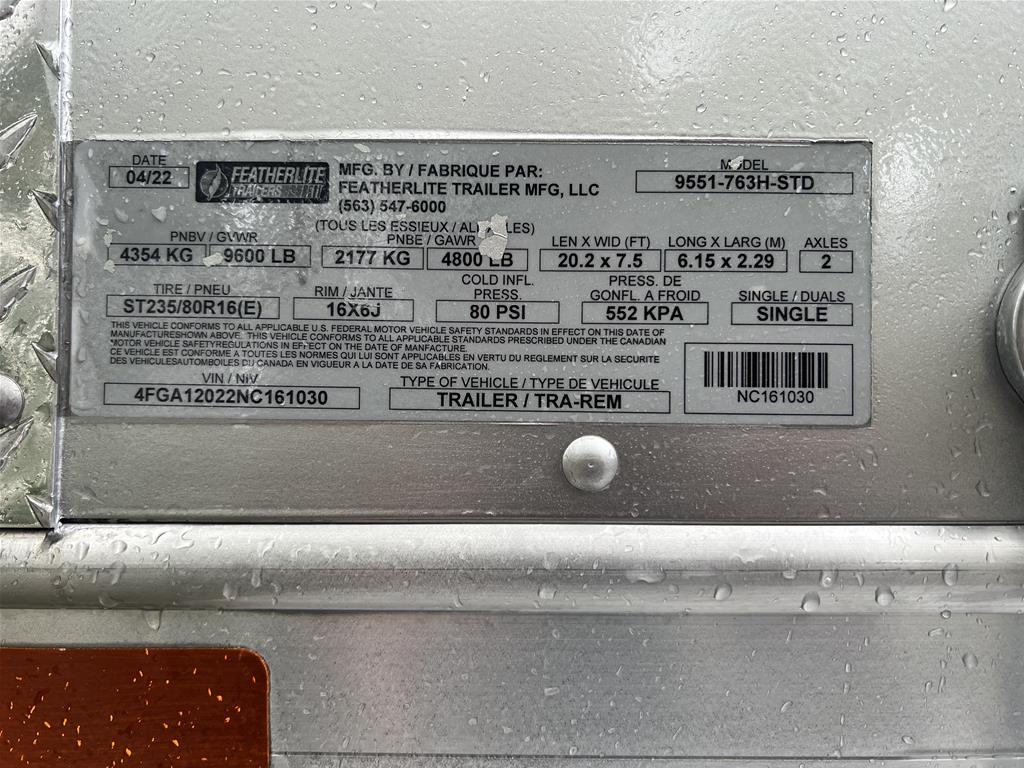 DATE
04/22
FEATHERLITE
TRAILERS
MFG. BY / FABRIQUE PAR:
FEATHERLITE TRAILER MFG, LLC
(563) 547-6000
MODEL
9551-763H-STD
(TOUS LES ESSIEUX / ALL AXLES)
PNBV / GVWR
4354 KG 9600 LB
PNBE / GAWR
2177 KG 4800 LB
LEN X WID (FT)
20.2 x 7.5
LONG X LARG (M)
6.15 x 2.29
AXLES
2
TIRE / PNEU
ST235/80R16(E)
RIM / JANTE
16X6J
COLD INFL.
PRESS.
80 PSI
PRESS. DE
GONFL. A FROID
552 KPA
SINGLE / DUALS
SINGLE
THIS VEHICLE CONFORMS TO ALL APPLICABLE U.S. FEDERAL MOTOR VEHICLE SAFETY STANDARDS IN EFFECT ON THIS DATE OF
MANUFACTURESHOWN ABOVE. THIS VEHICLE CONFORMS TO ALL APPLICABLE STANDARDS PRESCRIBED UNDER THE CANADIAN
MOTOR VEHICLE SAFETYREGULATIONS IN EFFECT ON THE DATE OF MANUFACTURE.
CE VEHICULE EST CONFORME A TOUTES LES NORMES QUI LUI SONT APPLICABLES EN VERTU DU REGLEMENT SUR LA SECURITE
DES VEHICULESAUTOMBOILES DU CANADA EN VIGUEUR A LA DATE DE SA FABRICATION.
VIN / NIV
4FGA12022NC161030
TYPE OF VEHICLE / TYPE DE VEHICULE
TRAILER / TRA-REM
NC161030